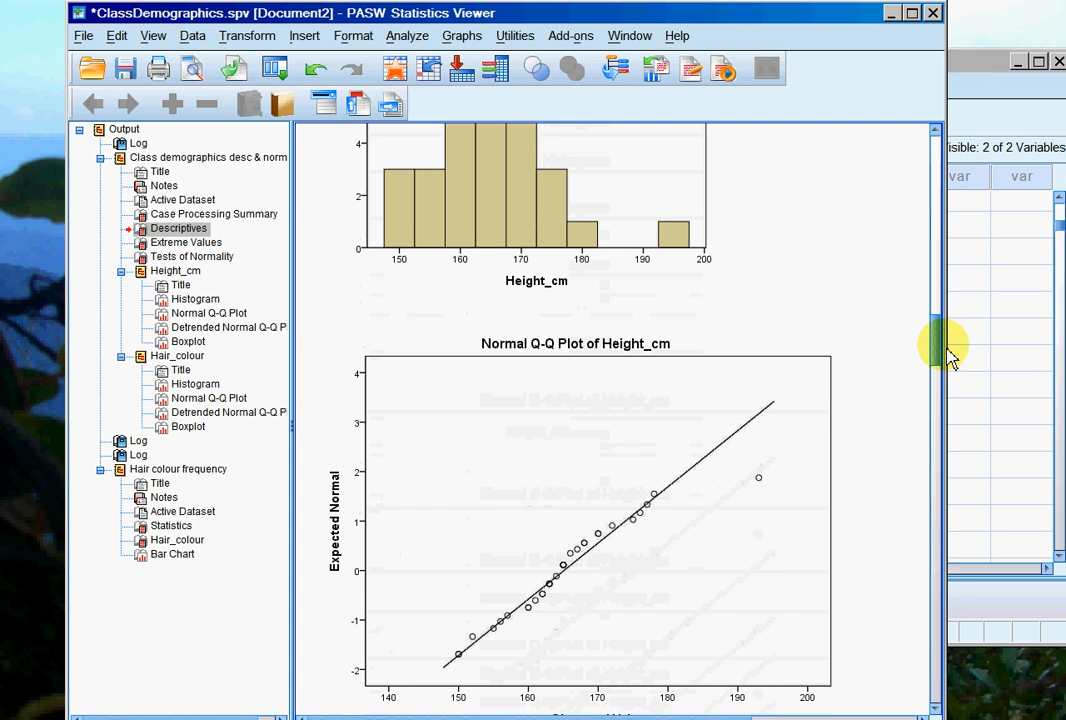 *ClassDemographics.spv [Document2] - PASW Statistics Viewer
File Edit View Data Transform Insert Format Analyze Graphs Utilities Add-ons Window Help
isible: 2 of 2 Variables
var var
Output
Log
Class demographics desc & norm
Title
Notes
Active Dataset
Case Processing Summary
Descriptives
Extreme Values
Tests of Normality
Height_cm
Title
Histogram
Normal Q-Q Plot
Detrended Normal Q-Q P
Boxplot
Hair_colour
Title
Histogram
Normal Q-Q Plot
Detrended Normal Q-Q P
Boxplot
Log
Log
Hair colour frequency
Title
Notes
Active Dataset
Statistics
Hair_colour
Bar Chart
4
2
0
150 160 170 180 190 200
Height_cm
Normal Q-Q Plot of Height_cm
Expected Normal
4
3
2
1
0
-1
-2
140 150 160 170 180 190 200